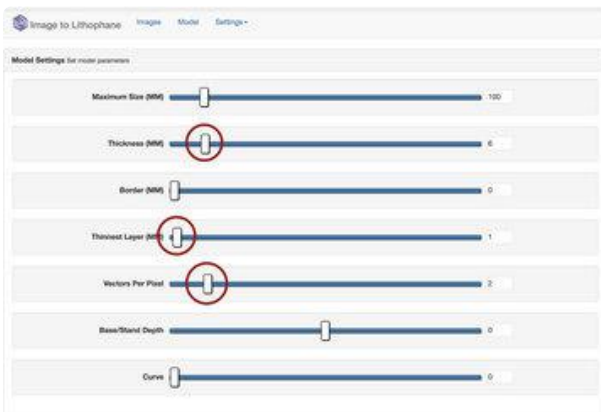 Image to Lithophane Images Model Settings
Model Settings Set model parameters
Maximum Size (MM) 100
Thickness (MM) 6
Border (MM) 0
Thinnest Layer (MM) 1
Vectors Per Pixel 2
Base/Stand Depth 0
Curve 0